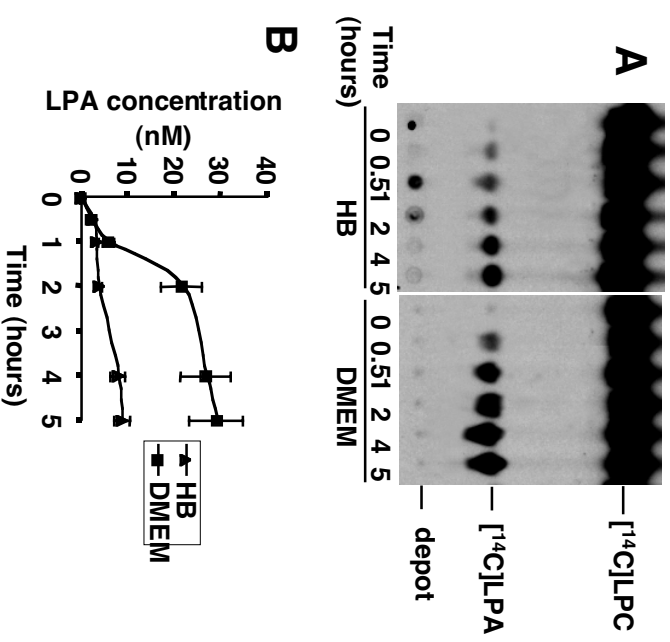 A
Time (hours)
0 0.5 1 2 4 5
0 0.5 1 2 4 5
HB
DMEM
[¹⁴C]LPC
[¹⁴C]LPA
depot
B
LPA concentration
(nM)
40
30
20
10
0
0 1 2 3 4 5
Time (hours)
HB
DMEM